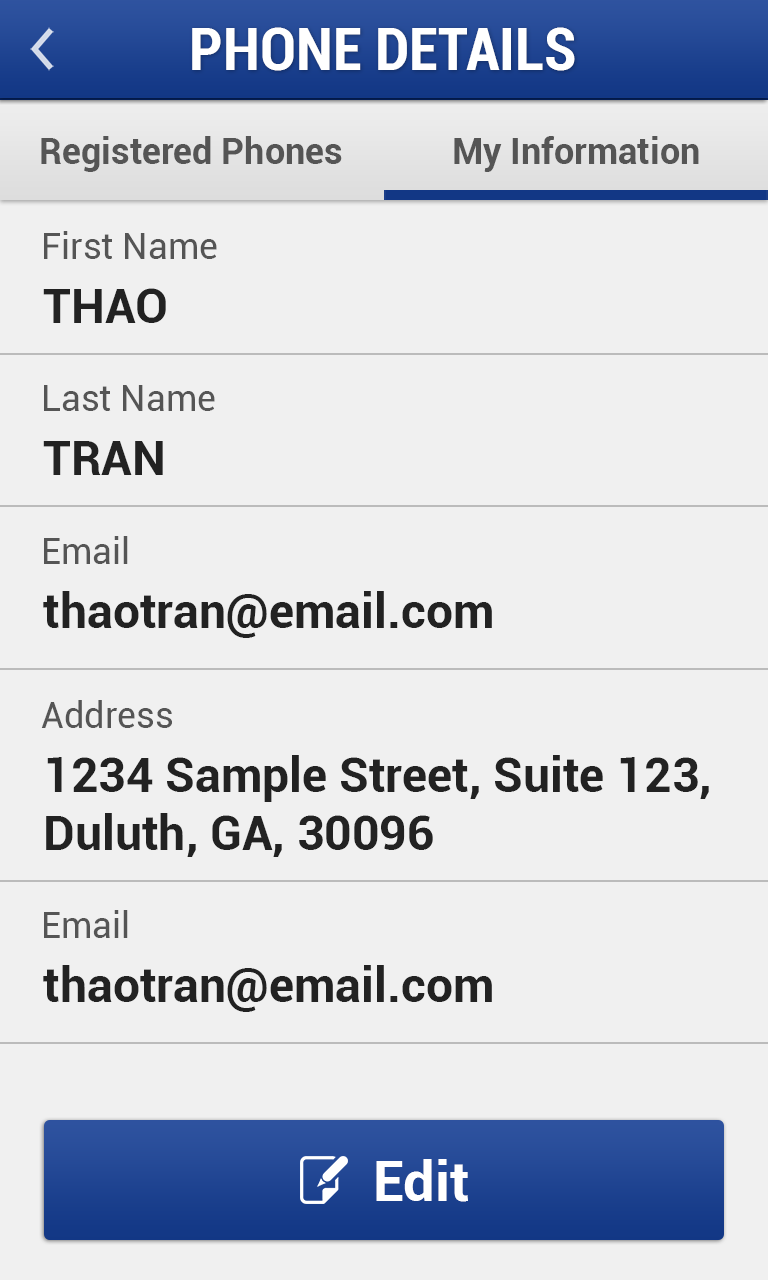 PHONE DETAILS
Registered Phones
My Information
First Name
THAO
Last Name
TRAN
Email
thaotran@email.com
Address
1234 Sample Street, Suite 123,
Duluth, GA, 30096
Email
thaotran@email.com
Edit